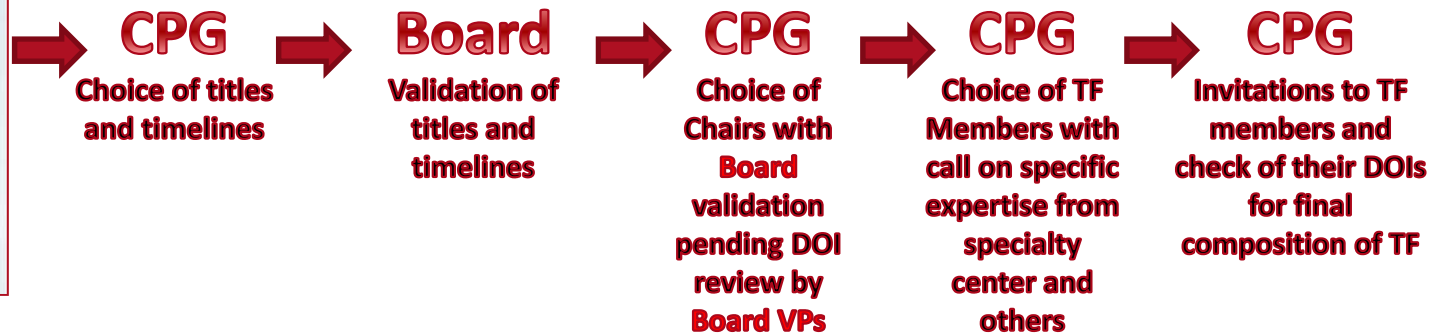 CPG
Choice of titles
and timelines
Board
Validation of
titles and
timelines
CPG
Choice of
Chairs with
Board
validation
pending DOI
review by
Board VPs
CPG
Choice of TF
Members with
call on specific
expertise from
specialty
center and
others
CPG
Invitations to TF
members and
check of their DOIs
for final
composition of TF